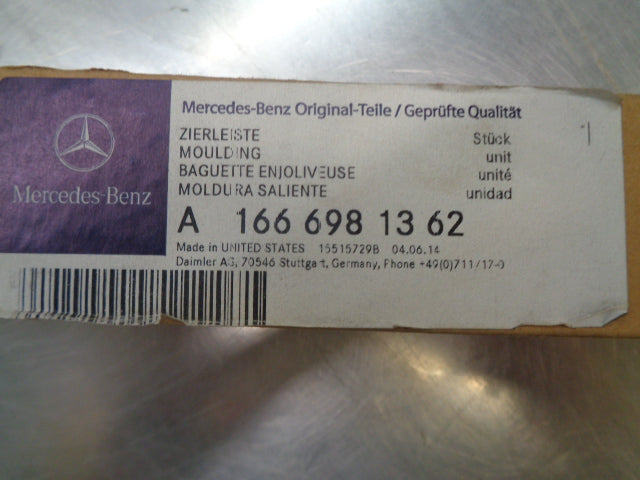 Mercedes-Benz Original-Teile / Geprüfte Qualität
ZIERLEISTE Stück 1
MOULDING unit
BAGUETTE ENJOLIVEUSE unité
MOLDURA SALIENTE unidad
Mercedes-Benz
A 166 698 13 62
Made in UNITED STATES 15515729B 04.06.14
Daimler AG, 70546 Stuttgart, Germany, Phone +49(0)711/17-0